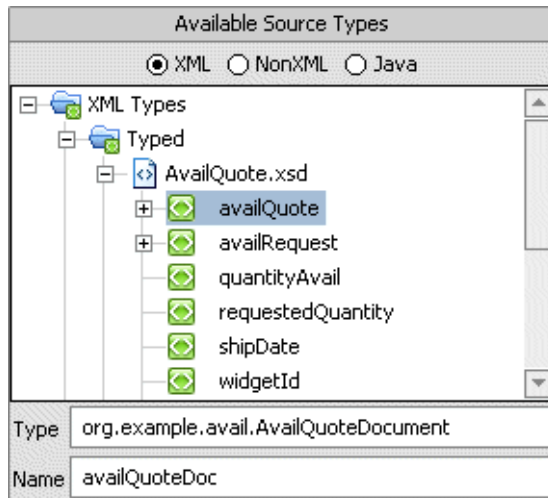 Available Source Types
XML NonXML Java
XML Types
Typed
AvailQuote.xsd
availQuote
availRequest
quantityAvail
requestedQuantity
shipDate
widgetId
Type org.example.avail.AvailQuoteDocument
Name availQuoteDoc